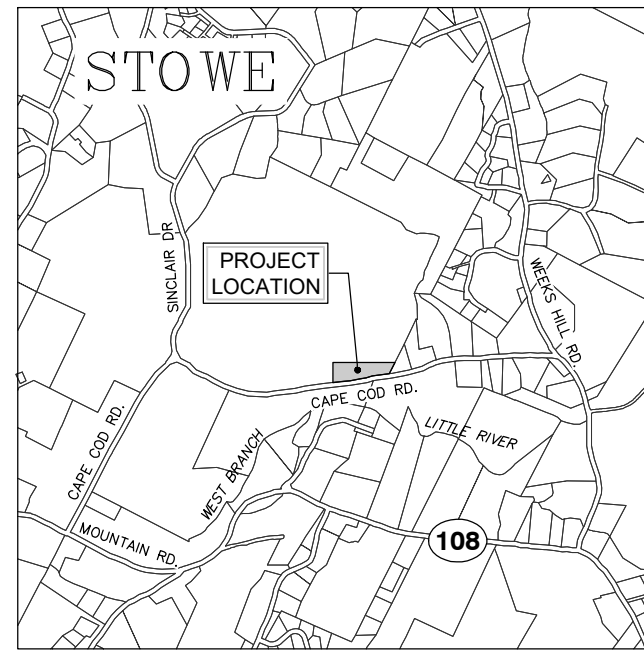 STOWE
SINCLAIR DR
PROJECT
LOCATION
WEEKS HILL RD.
CAPE COD RD.
CAPE COD RD.
WEST BRANCH
LITTLE RIVER
MOUNTAIN RD.
108